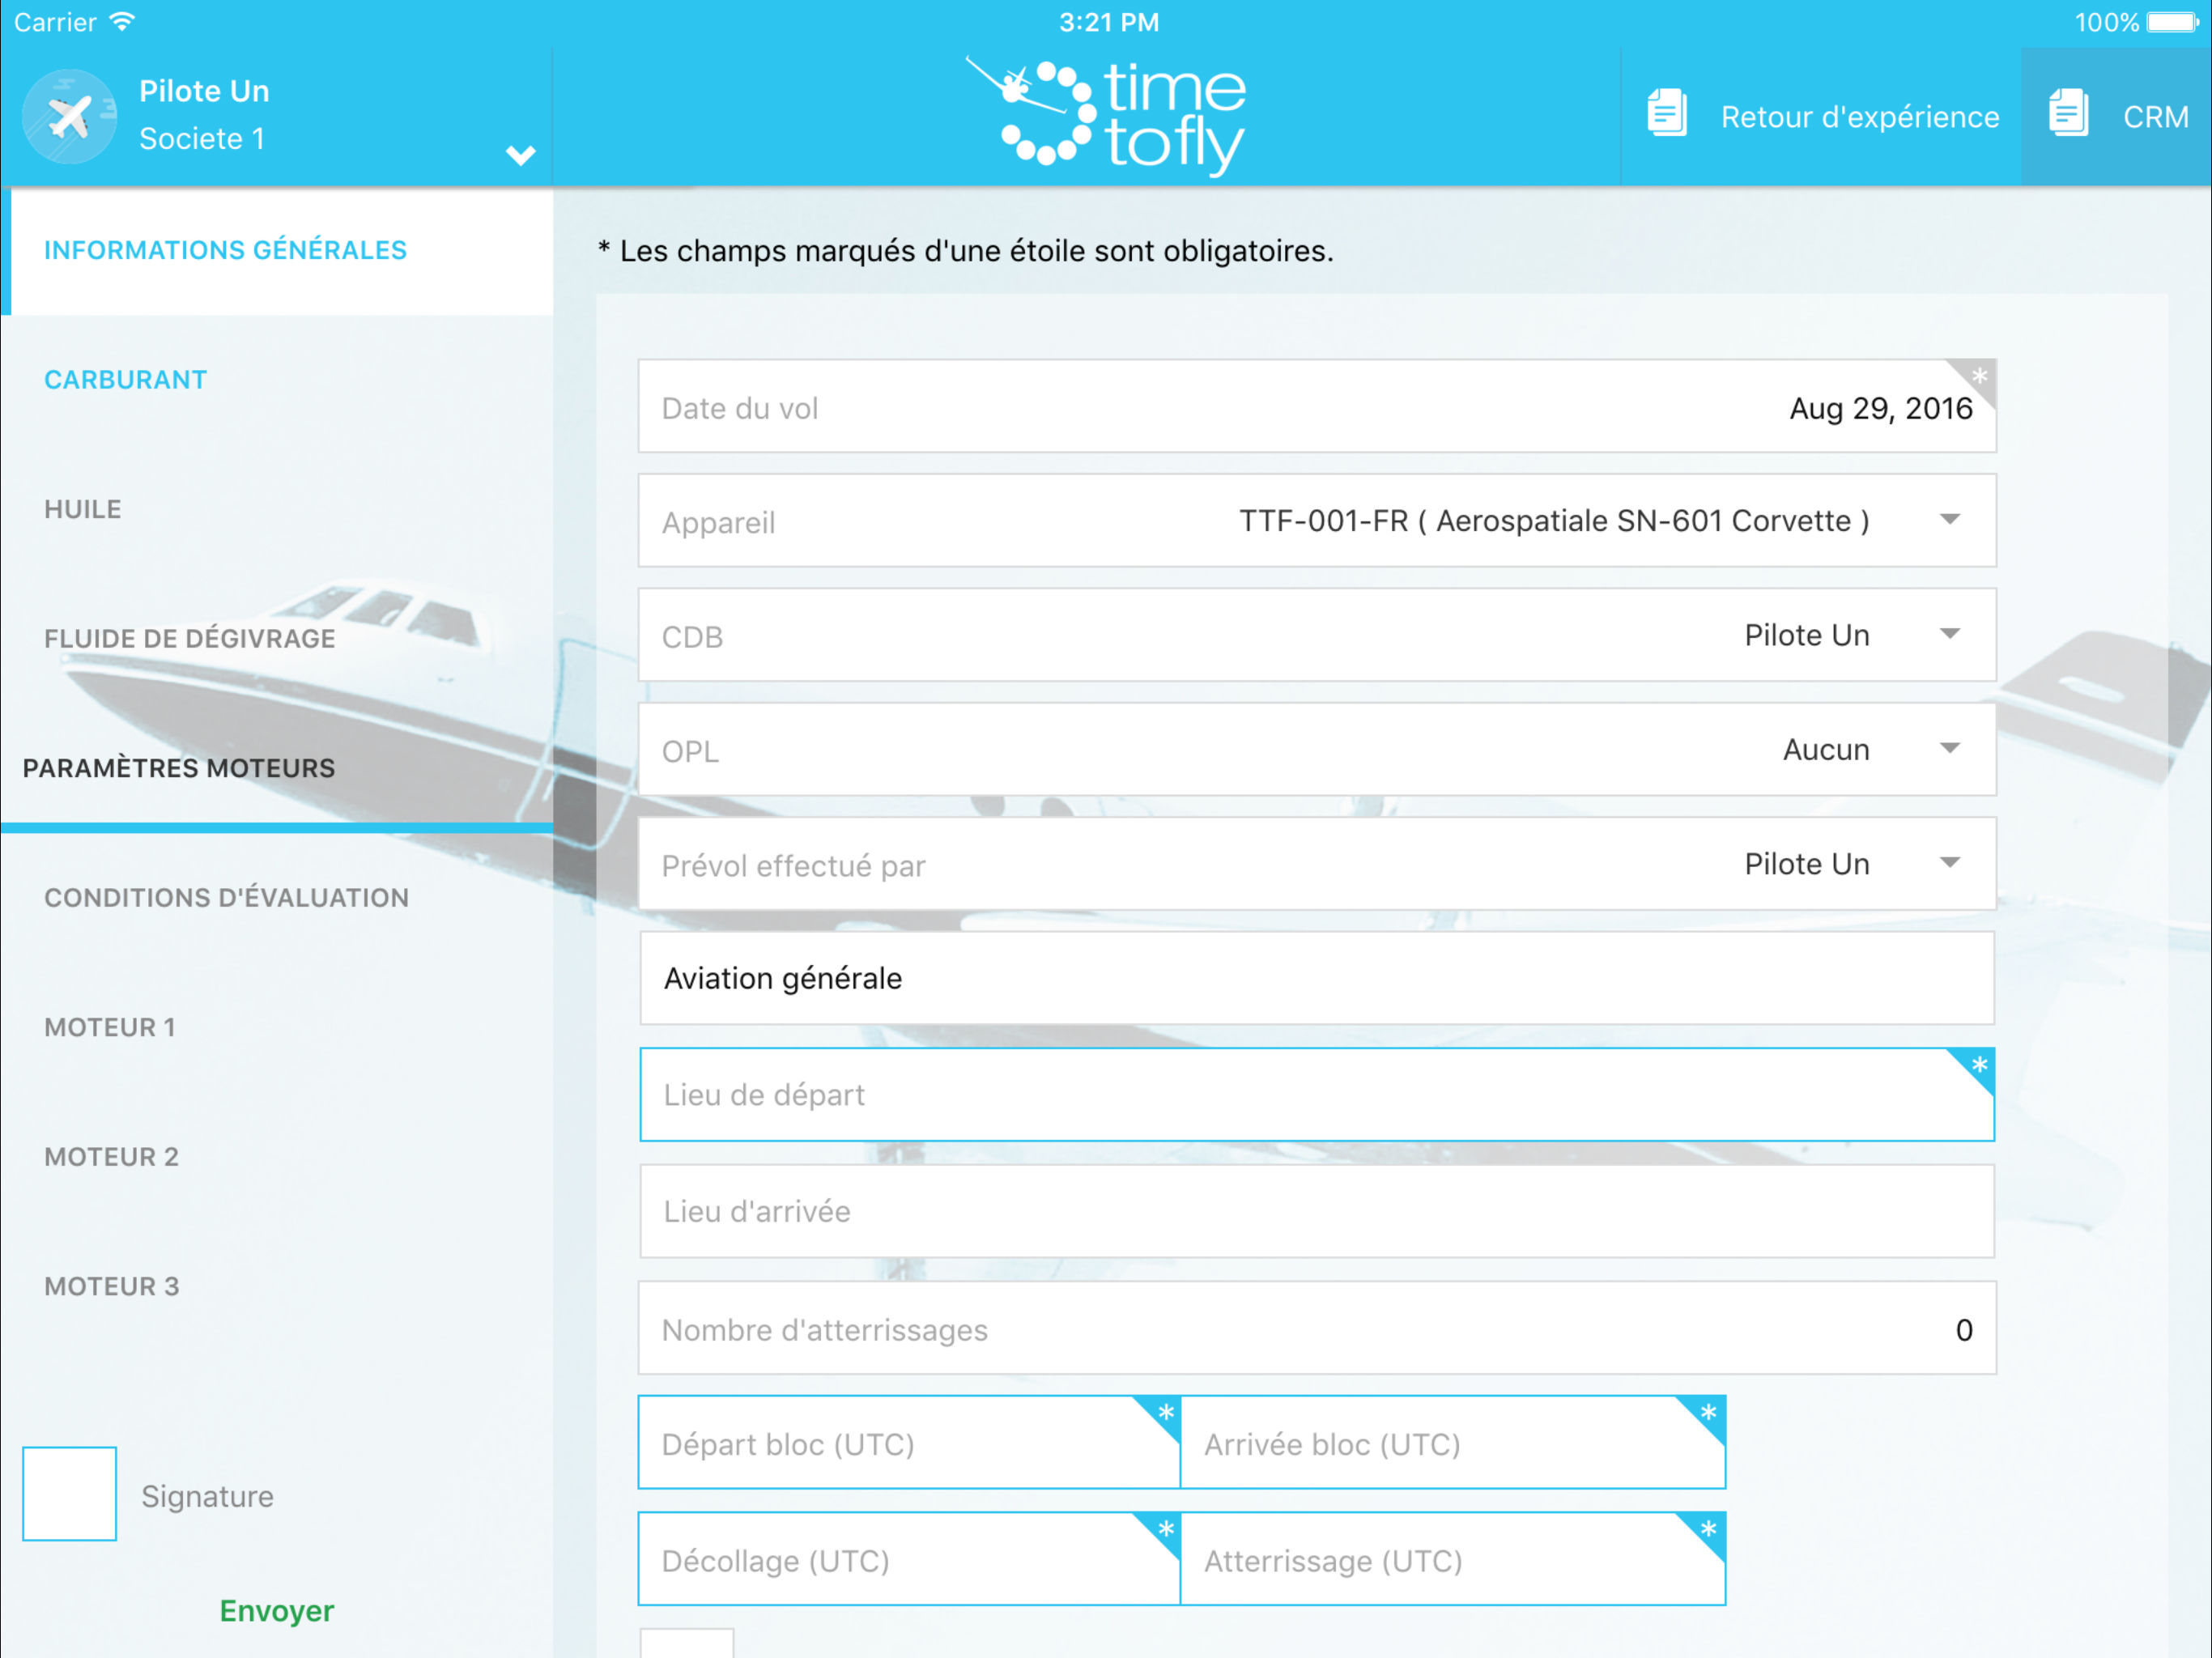 Carrier
3:21 PM
100%
Pilote Un
Societe 1
time
tofly
Retour d'expérience
CRM
INFORMATIONS GÉNÉRALES
CARBURANT
HUILE
FLUIDE DE DÉGIVRAGE
PARAMÈTRES MOTEURS
CONDITIONS D'ÉVALUATION
MOTEUR 1
MOTEUR 2
MOTEUR 3
Signature
Envoyer
* Les champs marqués d'une étoile sont obligatoires.
Date du vol Aug 29, 2016 *
Appareil TTF-001-FR ( Aerospatiale SN-601 Corvette )
CDB Pilote Un
OPL Aucun
Prévol effectué par Pilote Un
Aviation générale
Lieu de départ *
Lieu d'arrivée
Nombre d'atterrissages 0
Départ bloc (UTC) * Arrivée bloc (UTC) *
Décollage (UTC) * Atterrissage (UTC) *